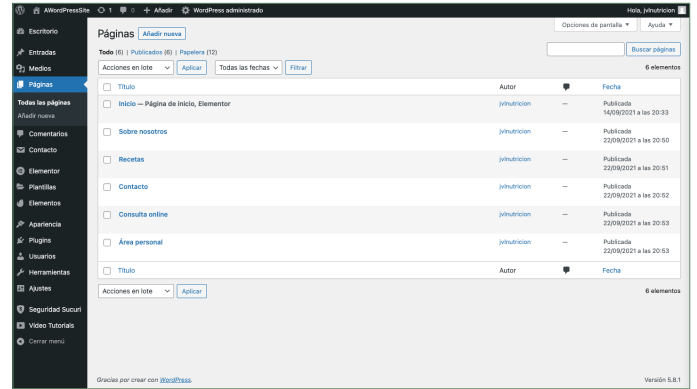 AWordPressSite 1 0 + Añadir WordPress administrado Hola, jvlnutricion
Escritorio
Entradas
Medios
Páginas
Todas las páginas
Añadir nueva
Comentarios
Contacto
Elementor
Plantillas
Elementos
Apariencia
Plugins
Usuarios
Herramientas
Ajustes
Seguridad Sucuri
Video Tutorials
Cerrar menú
Opciones de pantalla Ayuda
Páginas Añadir nueva
Todo (6) | Publicados (6) | Papelera (12)
Buscar páginas
Acciones en lote Aplicar Todas las fechas Filtrar 6 elementos
Título Autor Fecha
Inicio — Página de inicio, Elementor jvlnutricion — Publicada
14/09/2021 a las 20:33
Sobre nosotros jvlnutricion — Publicada
22/09/2021 a las 20:50
Recetas jvlnutricion — Publicada
22/09/2021 a las 20:51
Contacto jvlnutricion — Publicada
22/09/2021 a las 20:52
Consulta online jvlnutricion — Publicada
22/09/2021 a las 20:53
Área personal jvlnutricion — Publicada
22/09/2021 a las 20:53
Título Autor Fecha
Acciones en lote Aplicar 6 elementos
Gracias por crear con WordPress. Versión 5.8.1